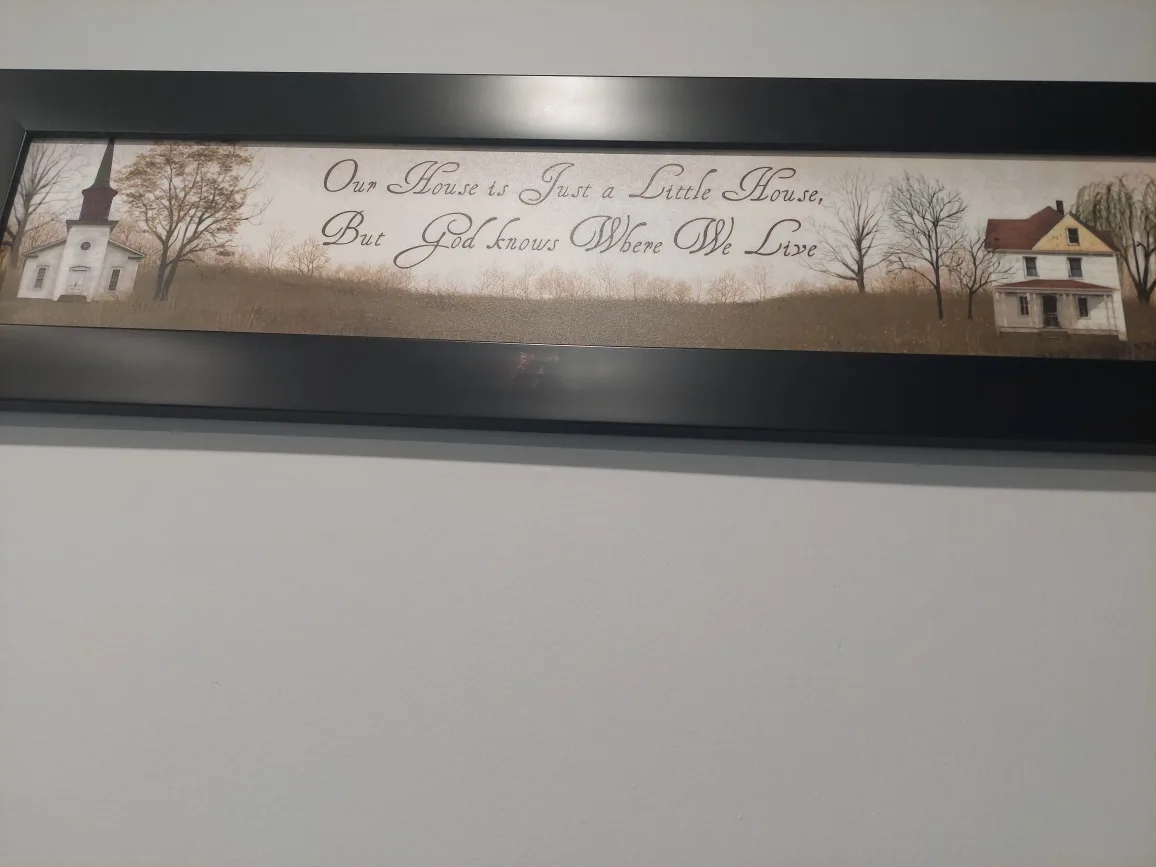 Our House is Just a Little House,
But God knows Where We Live